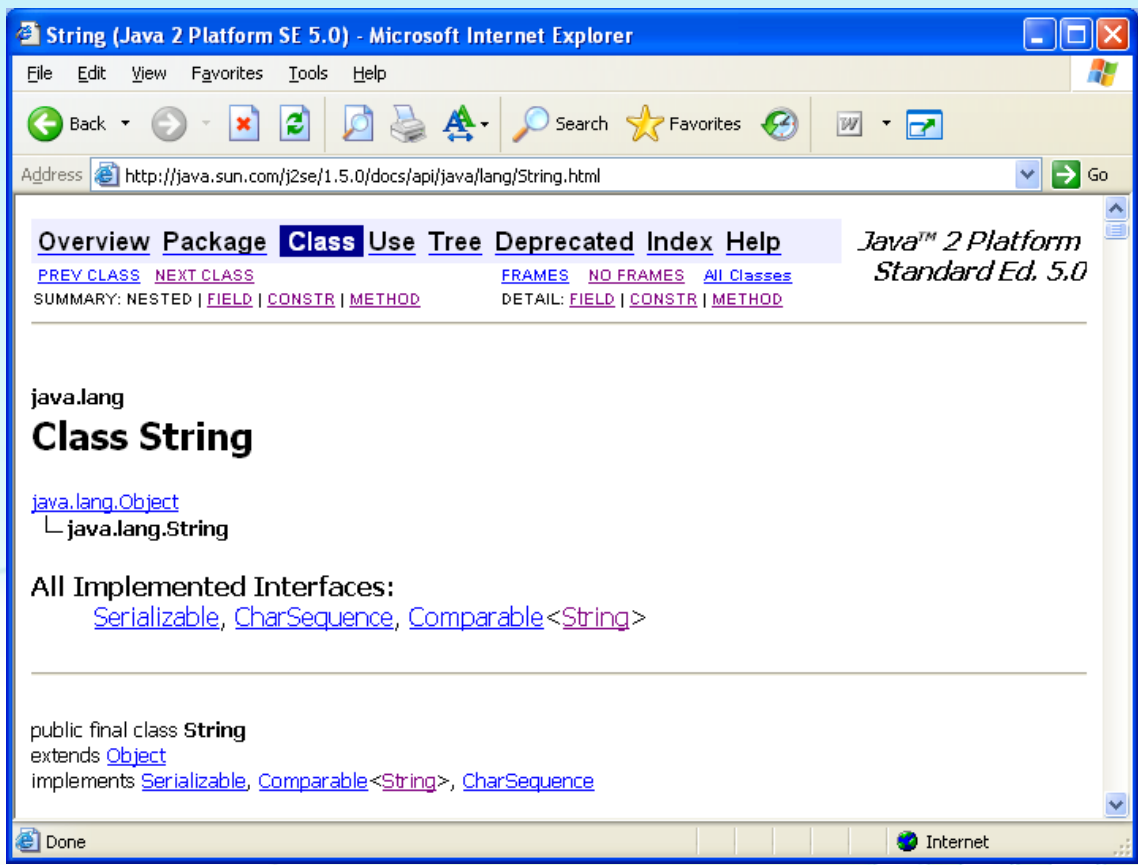 String (Java 2 Platform SE 5.0) - Microsoft Internet Explorer
File Edit View Favorites Tools Help
Back Search Favorites
Address http://java.sun.com/j2se/1.5.0/docs/api/java/lang/String.html Go
Overview Package Class Use Tree Deprecated Index Help
Java™ 2 Platform
Standard Ed. 5.0
PREV CLASS NEXT CLASS FRAMES NO FRAMES All Classes
SUMMARY: NESTED | FIELD | CONSTR | METHOD DETAIL: FIELD | CONSTR | METHOD
java.lang
Class String
java.lang.Object
java.lang.String
All Implemented Interfaces:
Serializable, CharSequence, Comparable<String>
public final class String
extends Object
implements Serializable, Comparable<String>, CharSequence
Done Internet